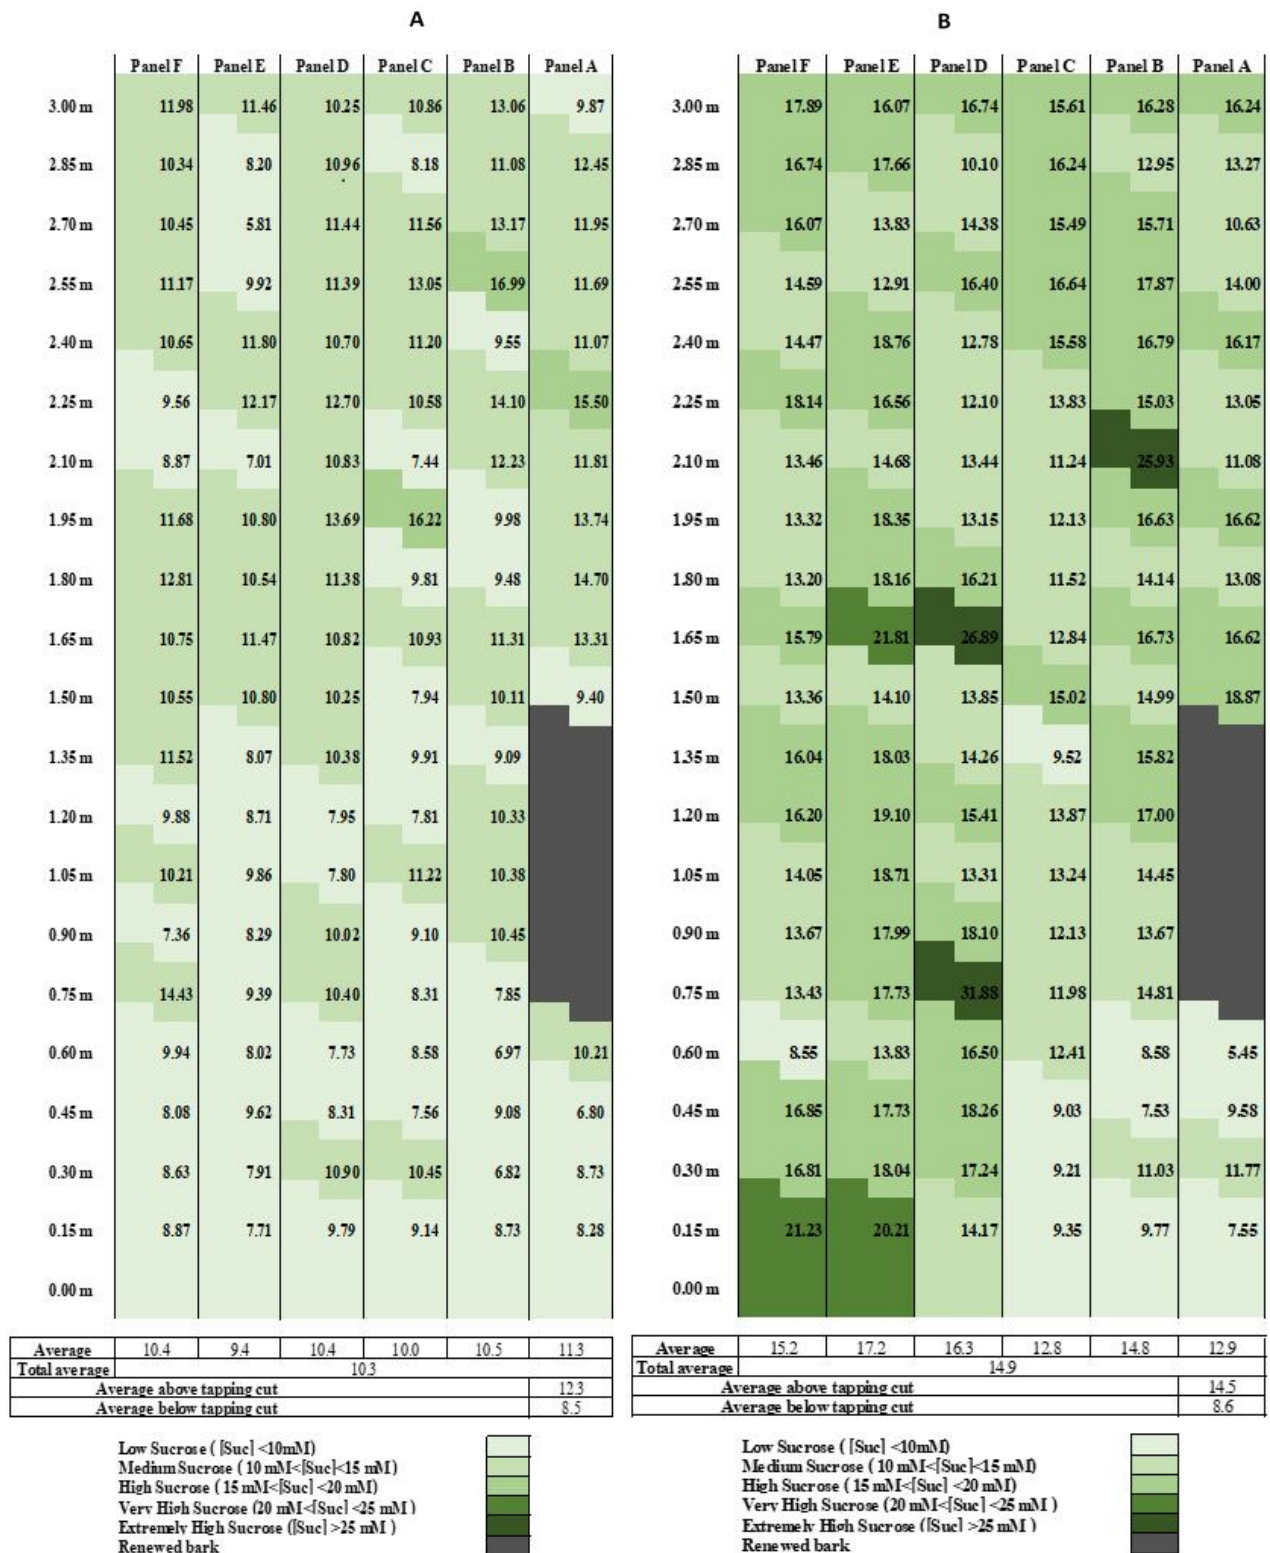 A
B
Panel F Panel E Panel D Panel C Panel B Panel A
3.00 m 11.98 11.46 10.25 10.86 13.06 9.87
2.85 m 10.34 8.20 10.96 8.18 11.08 12.45
2.70 m 10.45 5.81 11.44 11.56 13.17 11.95
2.55 m 11.17 9.92 11.39 13.05 16.99 11.69
2.40 m 10.65 11.80 10.70 11.20 9.55 11.07
2.25 m 9.56 12.17 12.70 10.58 14.10 15.50
2.10 m 8.87 7.01 10.83 7.44 12.23 11.81
1.95 m 11.68 10.80 13.69 16.22 9.98 13.74
1.80 m 12.81 10.54 11.38 9.81 9.48 14.70
1.65 m 10.75 11.47 10.82 10.93 11.31 13.31
1.50 m 10.55 10.80 10.25 7.94 10.11 9.40
1.35 m 11.52 8.07 10.38 9.91 9.09
1.20 m 9.88 8.71 7.95 7.81 10.33
1.05 m 10.21 9.86 7.80 11.22 10.38
0.90 m 7.36 8.29 10.02 9.10 10.45
0.75 m 14.43 9.39 10.40 8.31 7.85
0.60 m 9.94 8.02 7.73 8.58 6.97 10.21
0.45 m 8.08 9.62 8.31 7.56 9.08 6.80
0.30 m 8.63 7.91 10.90 10.45 6.82 8.73
0.15 m 8.87 7.71 9.79 9.14 8.73 8.28
0.00 m
Average 10.4 9.4 10.4 10.0 10.5 11.3
Total average 10.3
Average above tapping cut 12.3
Average below tapping cut 8.5
Low Sucrose ( [Suc] <10mM)
Medium Sucrose ( 10 mM<[Suc]<15 mM)
High Sucrose ( 15 mM<[Suc] <20 mM)
Very High Sucrose (20 mM<[Suc] <25 mM )
Extremely High Sucrose ([Suc] >25 mM )
Renewed bark
Panel F Panel E Panel D Panel C Panel B Panel A
3.00 m 17.89 16.07 16.74 15.61 16.28 16.24
2.85 m 16.74 17.66 10.10 16.24 12.95 13.27
2.70 m 16.07 13.83 14.38 15.49 15.71 10.63
2.55 m 14.59 12.91 16.40 16.64 17.87 14.00
2.40 m 14.47 18.76 12.78 15.58 16.79 16.17
2.25 m 18.14 16.56 12.10 13.83 15.03 13.05
2.10 m 13.46 14.68 13.44 11.24 25.93 11.08
1.95 m 13.32 18.35 13.15 12.13 16.63 16.62
1.80 m 13.20 18.16 16.21 11.52 14.14 13.08
1.65 m 15.79 21.81 26.89 12.84 16.73 16.62
1.50 m 13.36 14.10 13.85 15.02 14.99 18.87
1.35 m 16.04 18.03 14.26 9.52 15.82
1.20 m 16.20 19.10 15.41 13.87 17.00
1.05 m 14.05 18.71 13.31 13.24 14.45
0.90 m 13.67 17.99 18.10 12.13 13.67
0.75 m 13.43 17.73 31.88 11.98 14.81
0.60 m 8.55 13.83 16.50 12.41 8.58 5.45
0.45 m 16.85 17.73 18.26 9.03 7.53 9.58
0.30 m 16.81 18.04 17.24 9.21 11.03 11.77
0.15 m 21.23 20.21 14.17 9.35 9.77 7.55
0.00 m
Average 15.2 17.2 16.3 12.8 14.8 12.9
Total average 14.9
Average above tapping cut 14.5
Average below tapping cut 8.6
Low Sucrose ( [Suc] <10mM)
Medium Sucrose ( 10 mM<[Suc]<15 mM)
High Sucrose ( 15 mM<[Suc] <20 mM)
Very High Sucrose (20 mM<[Suc] <25 mM )
Extremely High Sucrose ([Suc] >25 mM )
Renewed bark